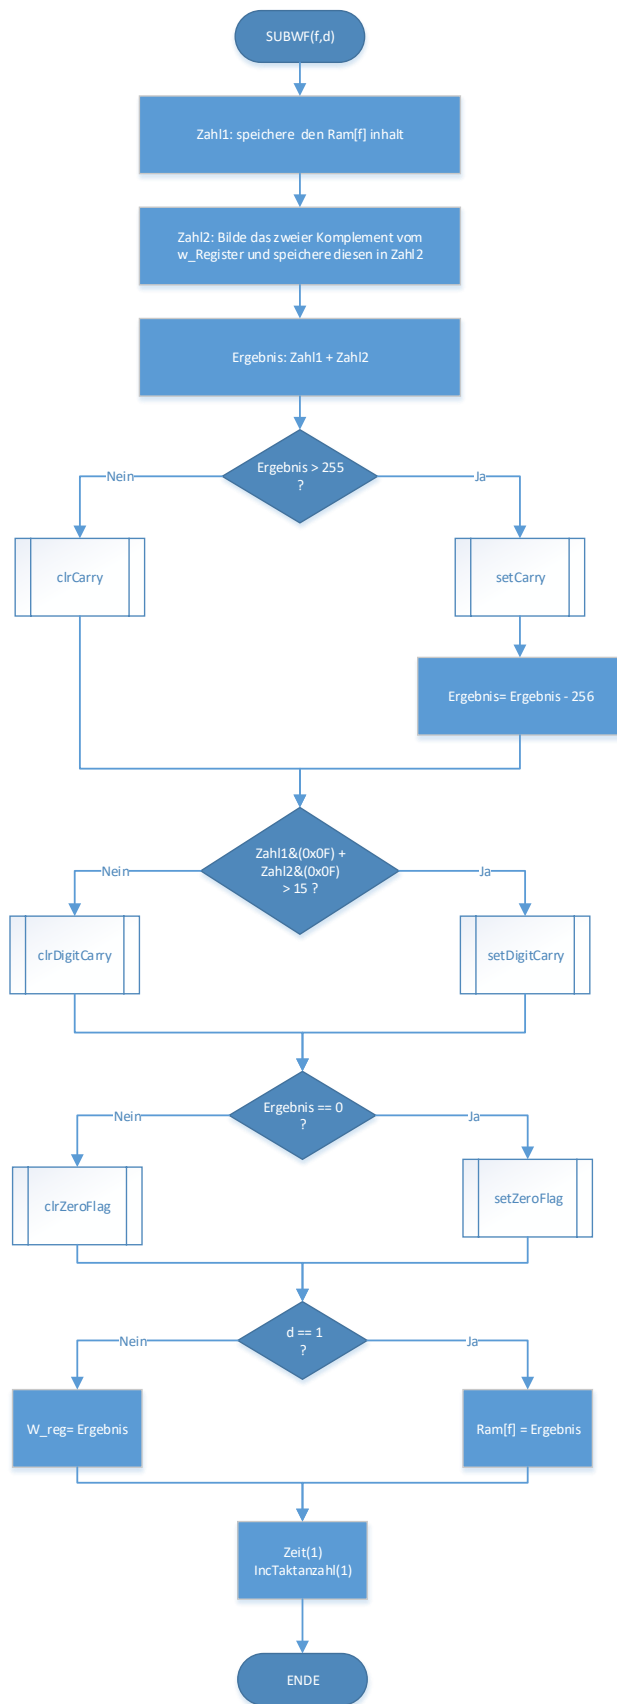 SUBWF(f,d)
Zahl1: speichere  den Ram[f] inhalt
Zahl2: Bilde das zweier Komplement vom
w_Register und speichere diesen in Zahl2
Ergebnis: Zahl1 + Zahl2
Ergebnis > 255
?
Nein
Ja
clrCarry
setCarry
Ergebnis= Ergebnis - 256
Zahl1&(0x0F) +
Zahl2&(0x0F)
> 15 ?
Nein
Ja
clrDigitCarry
setDigitCarry
Ergebnis == 0
?
Nein
Ja
clrZeroFlag
setZeroFlag
d == 1
?
Nein
Ja
W_reg= Ergebnis
Ram[f] = Ergebnis
Zeit(1)
IncTaktanzahl(1)
ENDE